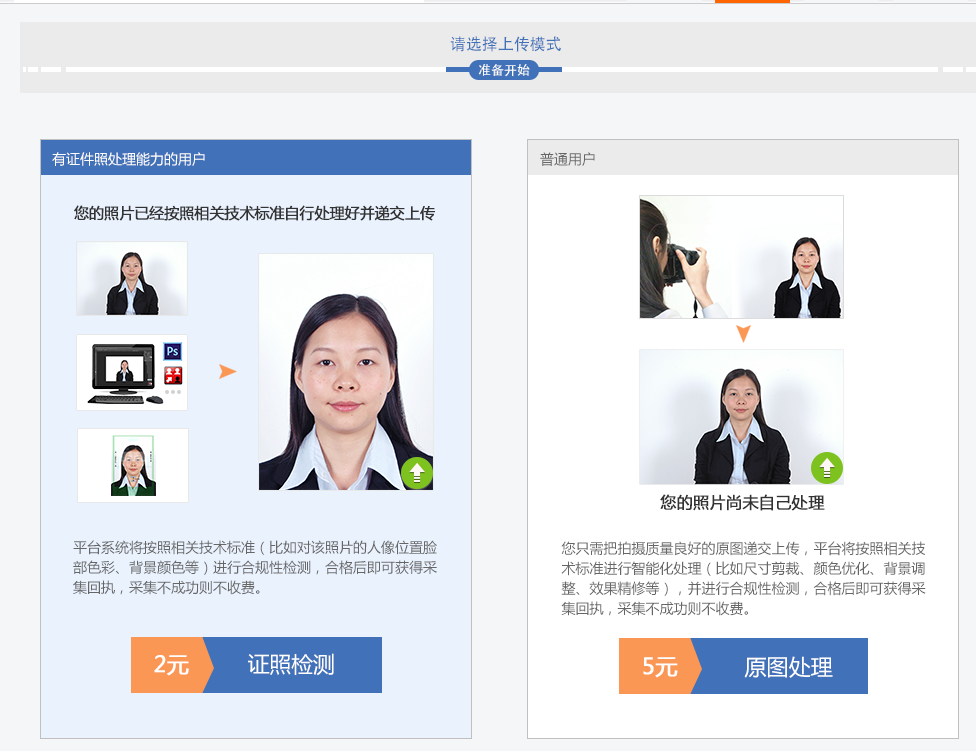 请选择上传模式
准备开始
有证件照处理能力的用户
您的照片已经按照相关技术标准自行处理好并递交上传
Ps
平台系统将按照相关技术标准（比如对该照片的人像位置脸
部色彩、背景颜色等）进行合规性检测，合格后即可获得采
集回执，采集不成功则不收费。
2元 证照检测
普通用户
您的照片尚未自己处理
您只需把拍摄质量良好的原图递交上传，平台将按照相关技
术标准进行智能化处理（比如尺寸剪裁、颜色优化、背景调
整、效果精修等），并进行合规性检测，合格后即可获得采
集回执，采集不成功则不收费。
5元 原图处理